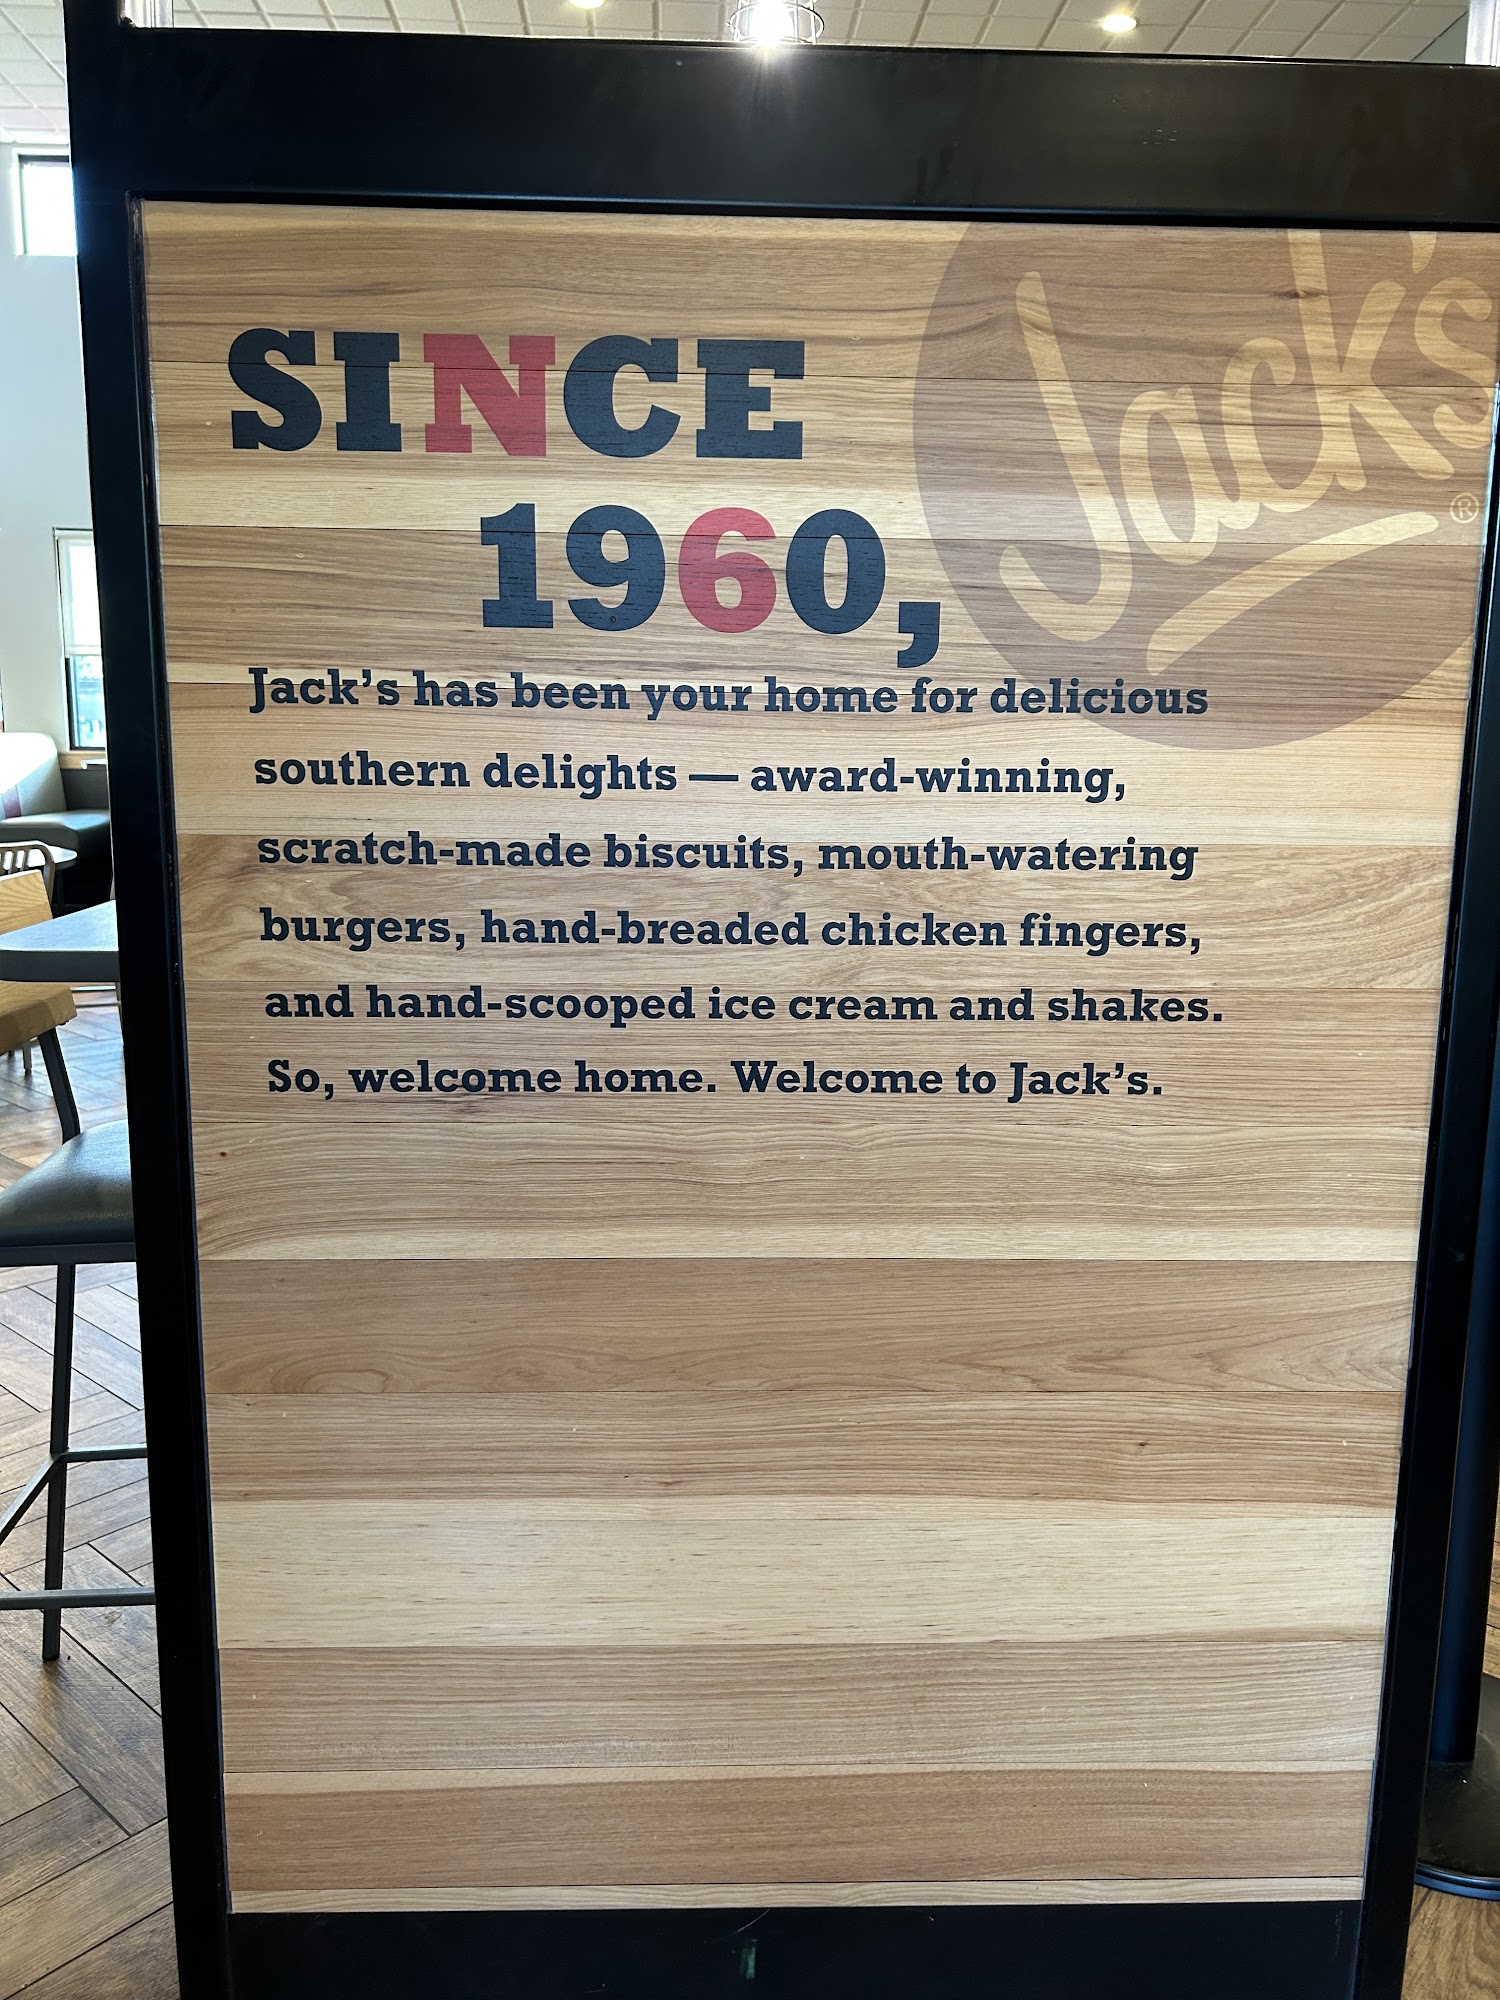 Jack's
®
SINCE
1960,
Jack's has been your home for delicious
southern delights — award-winning,
scratch-made biscuits, mouth-watering
burgers, hand-breaded chicken fingers,
and hand-scooped ice cream and shakes.
So, welcome home. Welcome to Jack's.